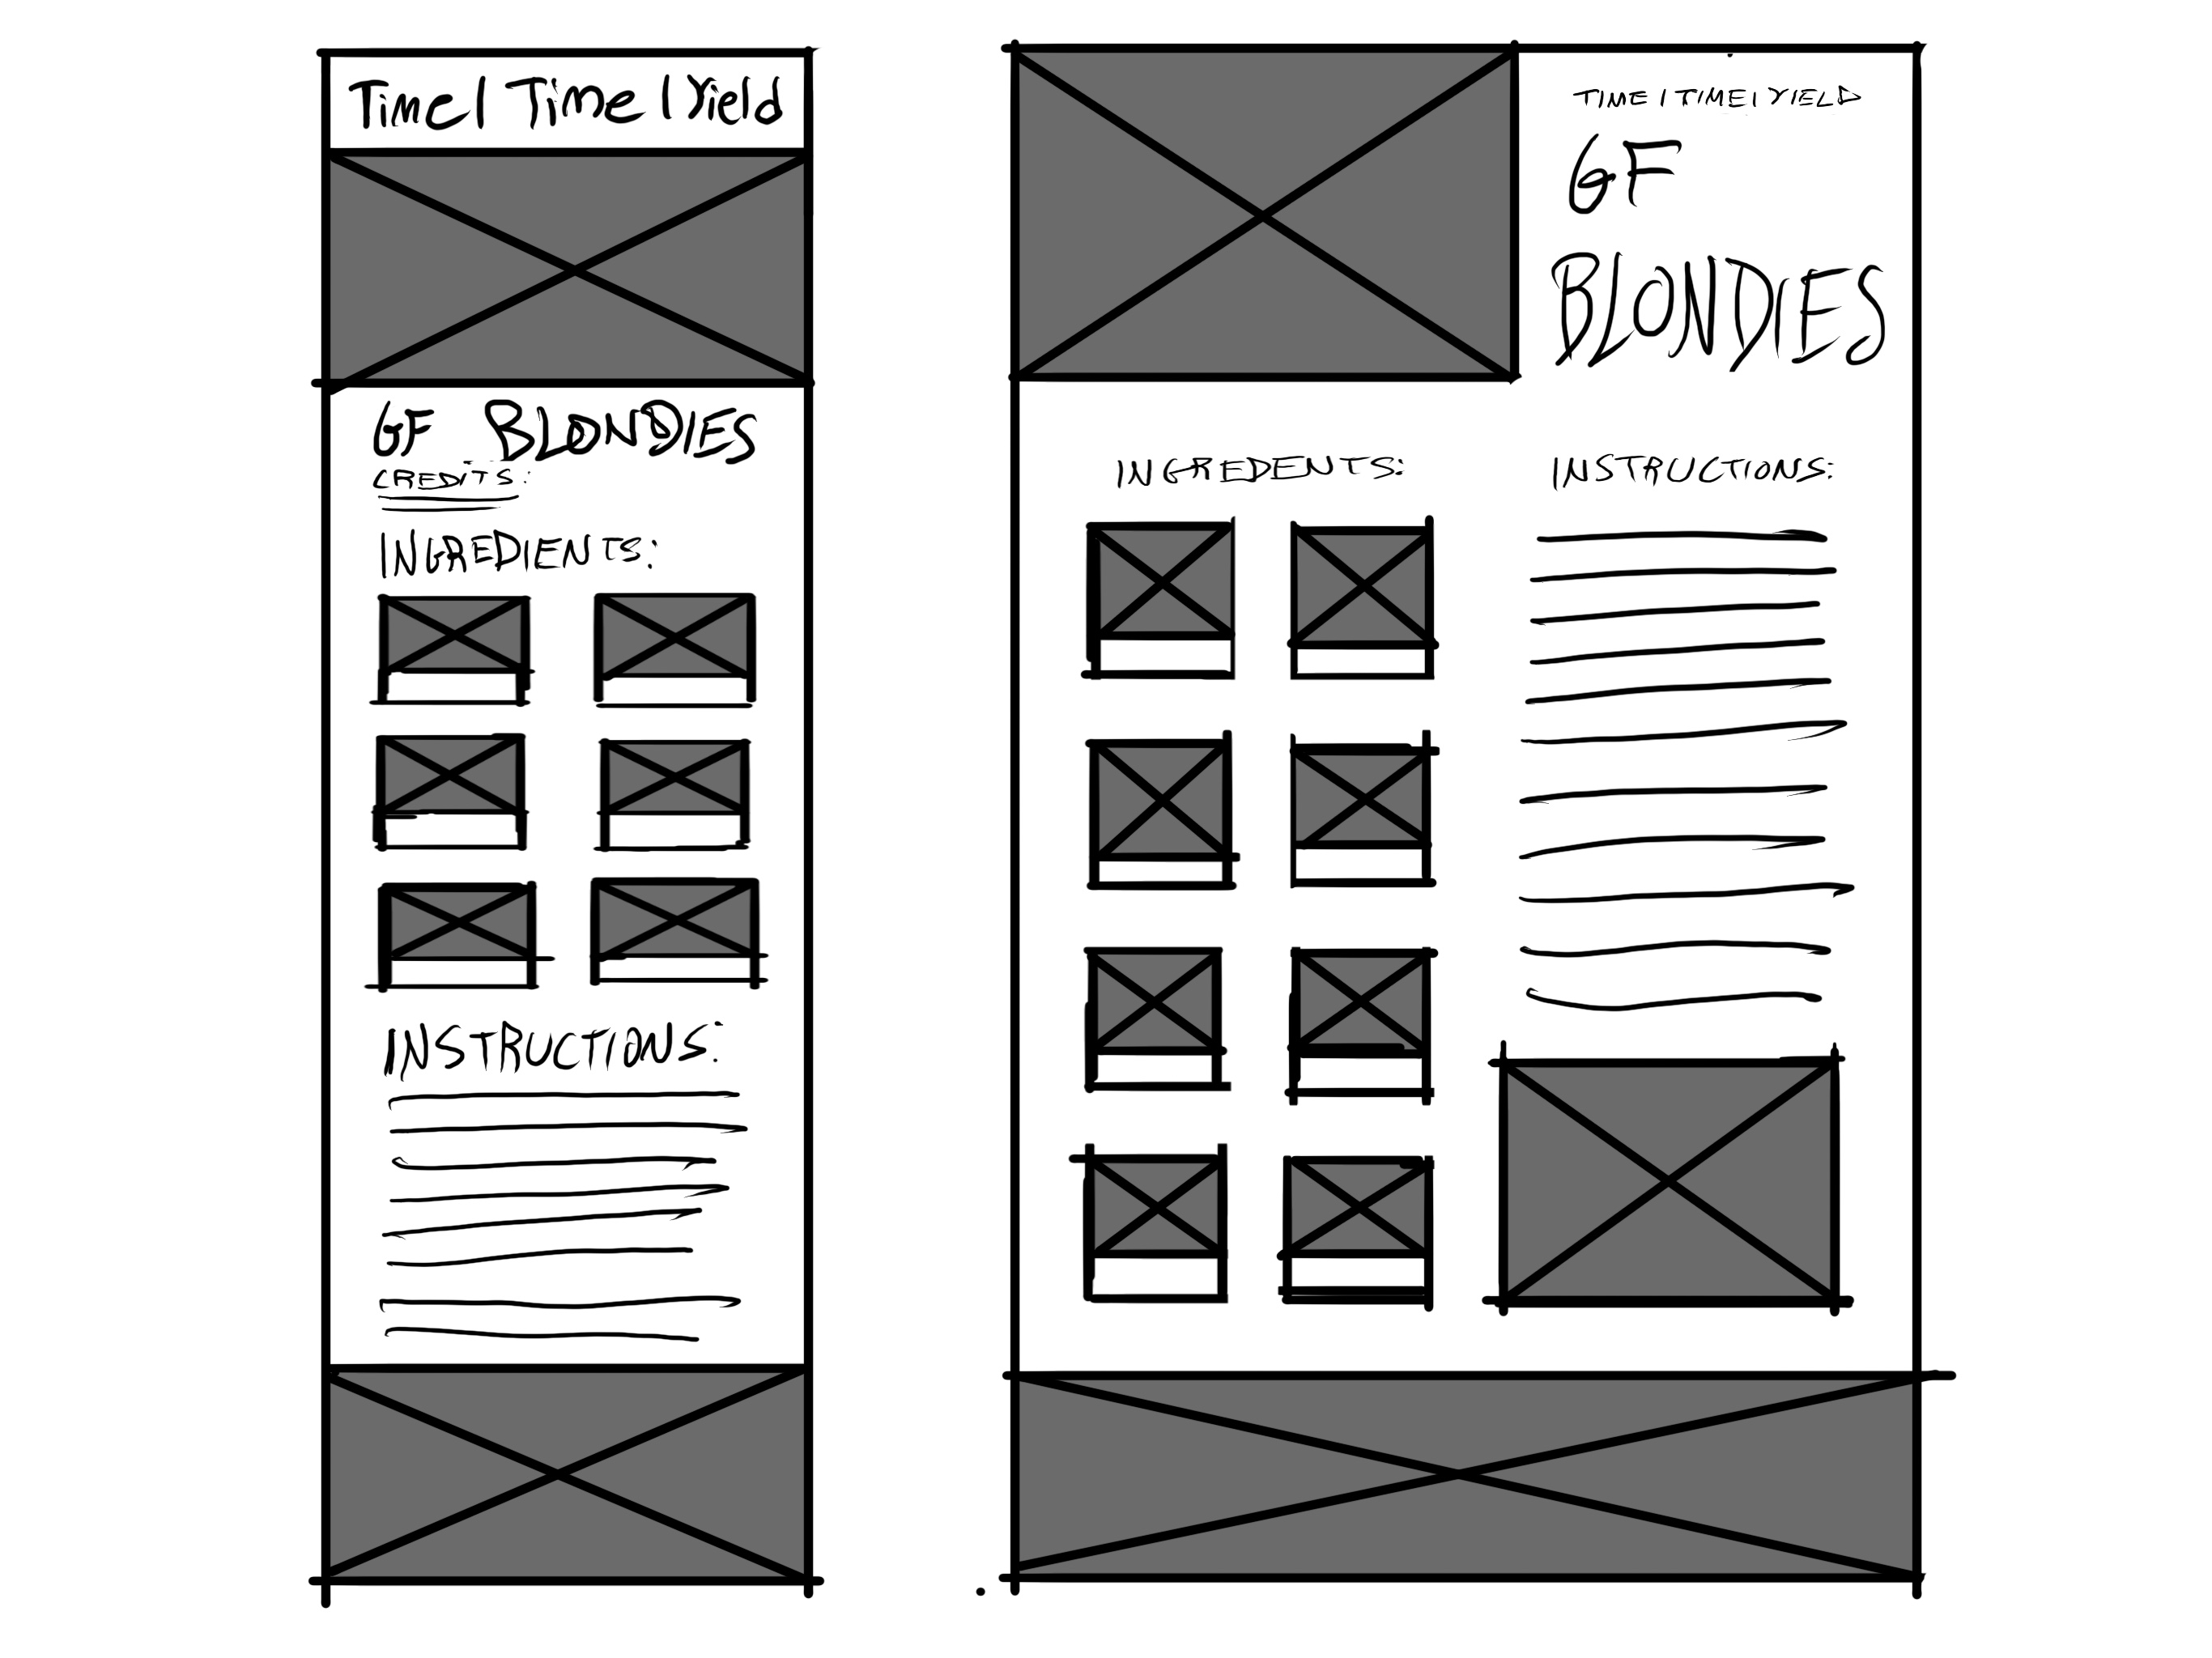 Time| Time | Yield
GF BLONDIES
CREDITS:
INGREDIENTS:
INSTRUCTIONS:
TIME | TIME | YIELD
GF
BLONDIES
INGREDENTS:
INSTRUCTIONS: